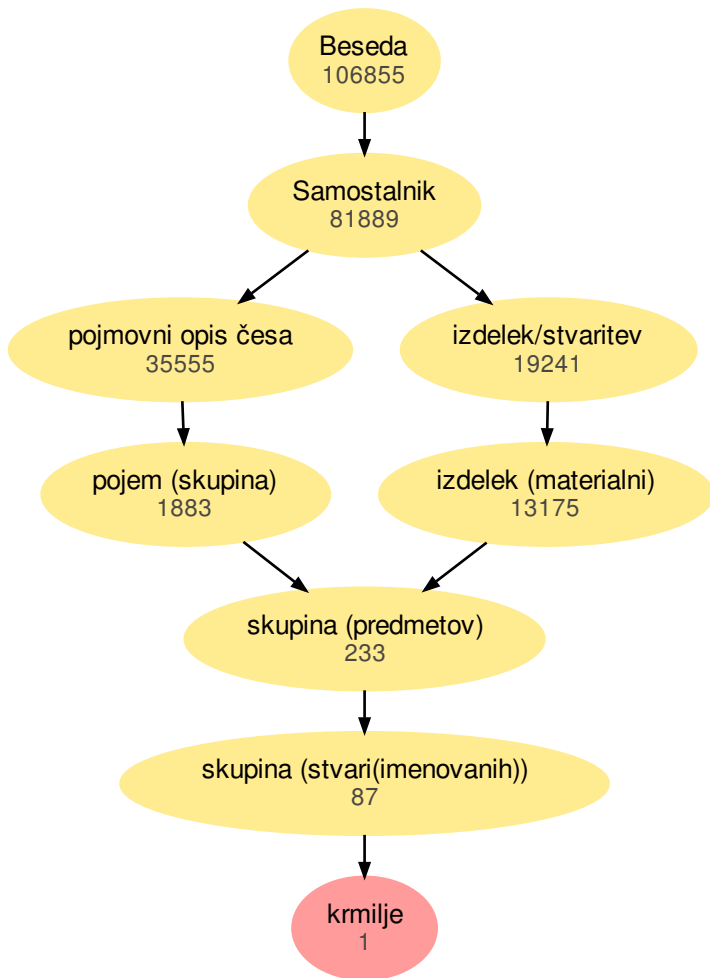 Beseda
106855
Samostalnik
81889
pojmovni opis česa
35555
izdelek/stvaritev
19241
pojem (skupina)
1883
izdelek (materialni)
13175
skupina (predmetov)
233
skupina (stvari(imenovanih))
87
krmilje
1